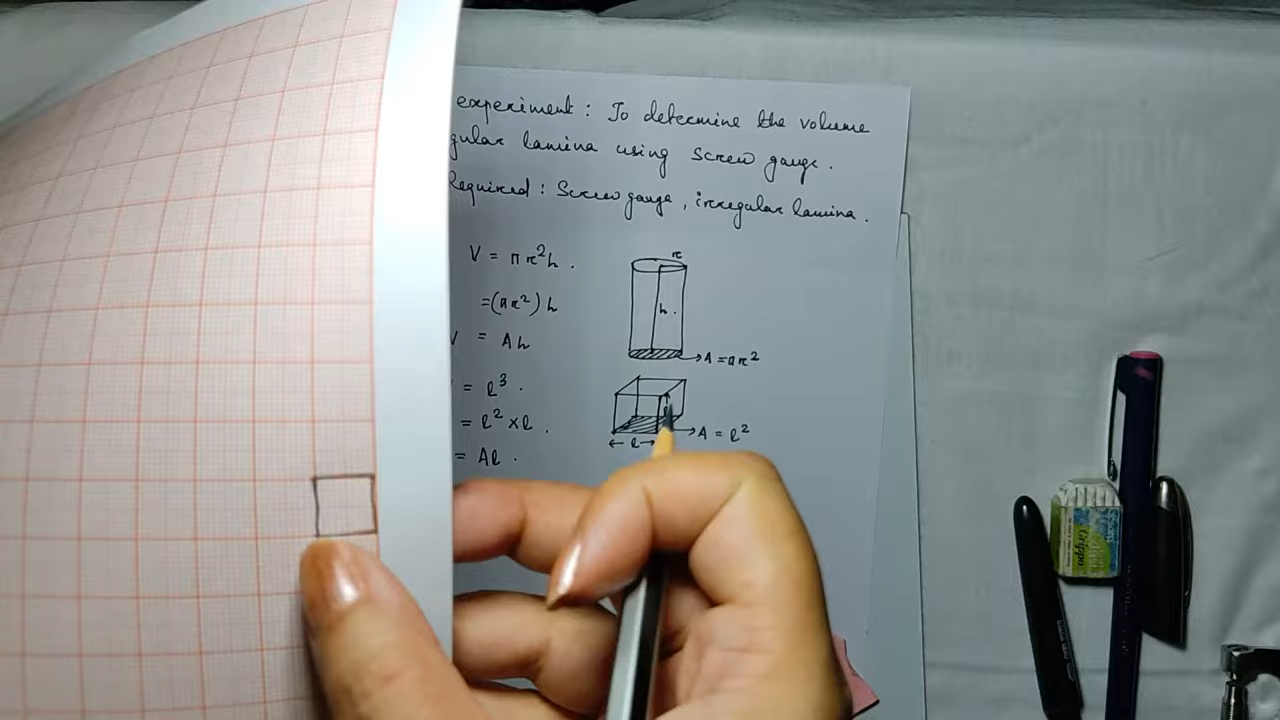 experiment : To determine the volume
gular lamina using screw gauge.
Required : Screw gauge, irregular lamina.
V = πr²h .
=(πr²) h
V = Ah
= l³ .
= l² × l .
= Al .
r
h .
A = πr²
A = l²
l
Grippo